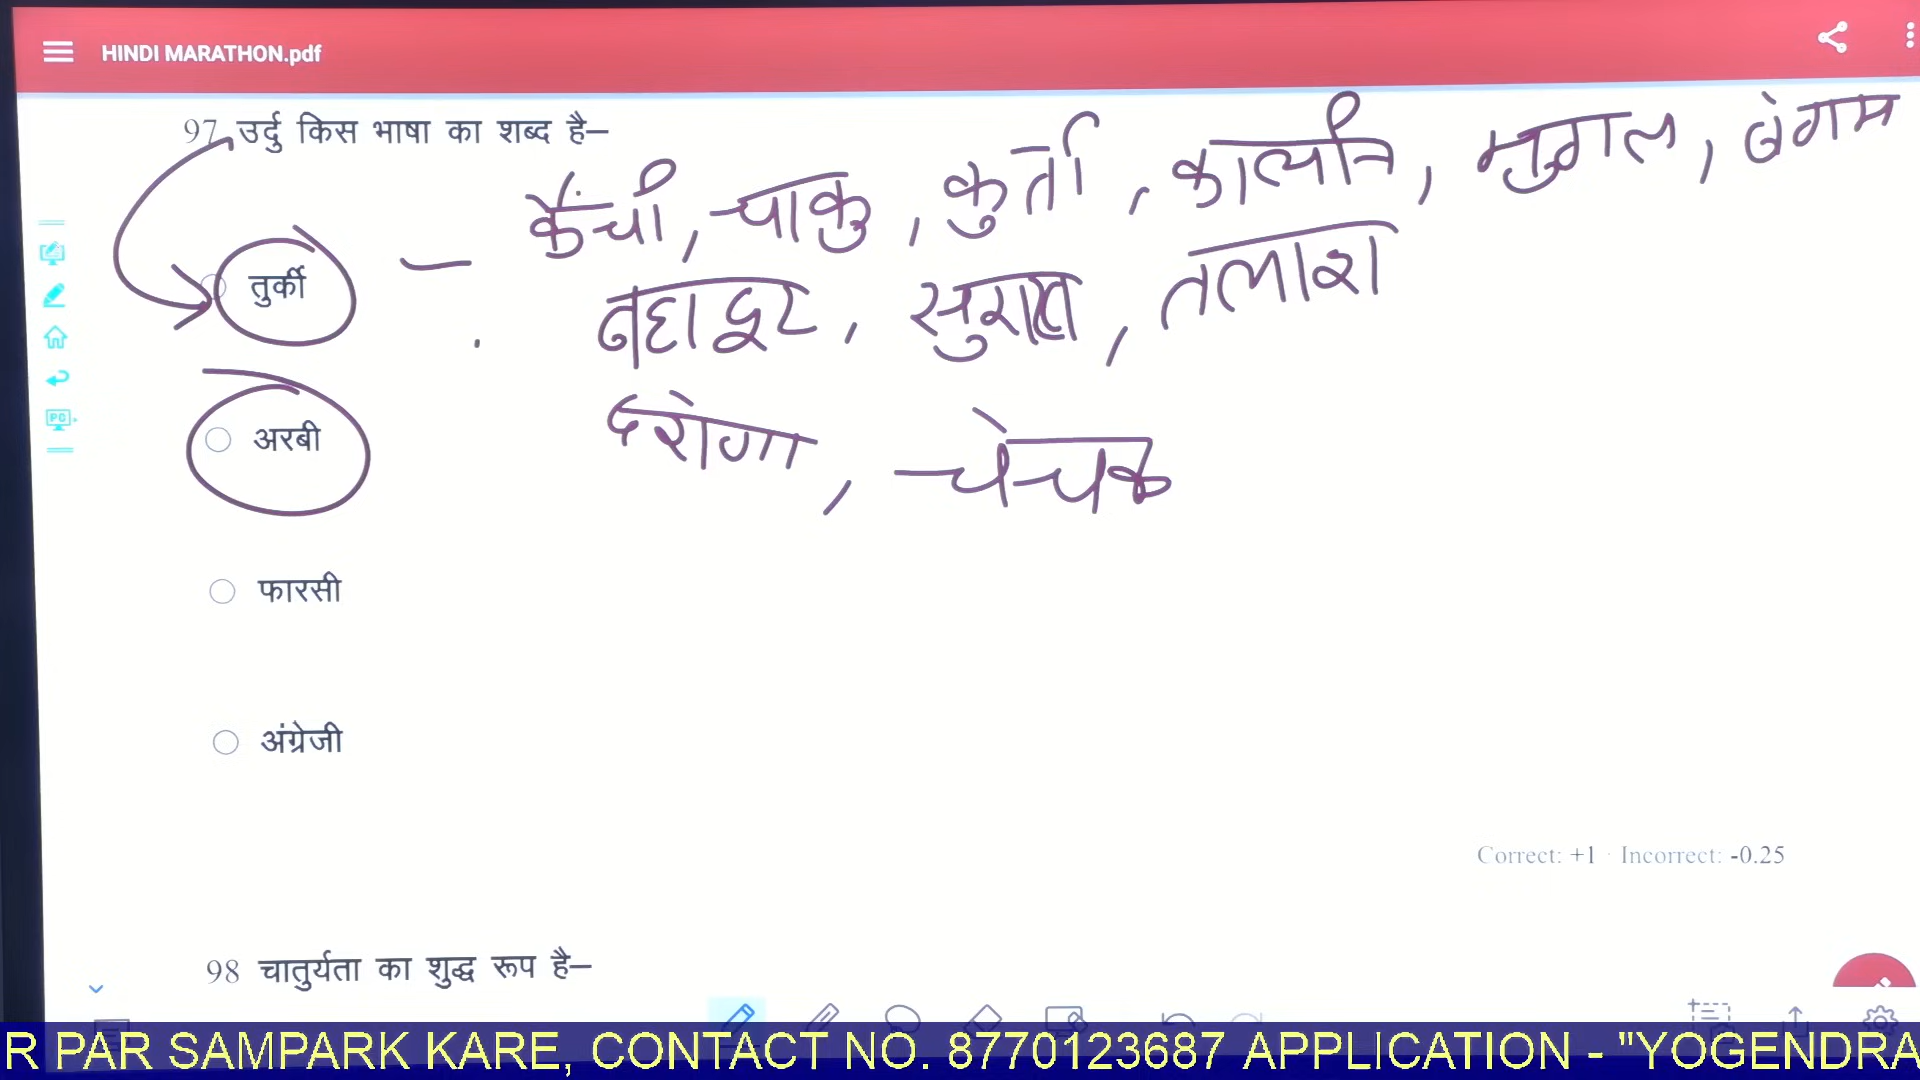 HINDI MARATHON.pdf
97 उर्दु किस भाषा का शब्द है–
कैंची, चाकु, कुर्ता, कालीन, मुगल, बेगम
तुर्की –
बहादुर, सुराग, तलाश
अरबी
दरोगा, चेचक
फारसी
अंग्रेजी
Correct: +1 · Incorrect: -0.25
98 चातुर्यता का शुद्ध रूप है–
R PAR SAMPARK KARE, CONTACT NO. 8770123687 APPLICATION - "YOGENDRA